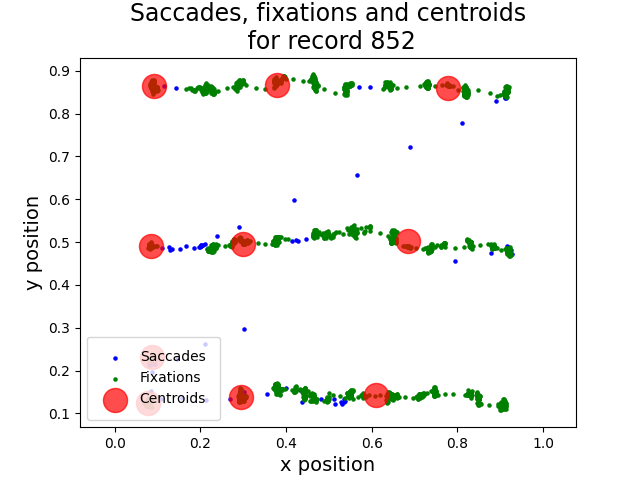 Saccades, fixations and centroids
for record 852
y position
0.9
0.8
0.7
0.6
0.5
0.4
0.3
0.2
0.1
Saccades
Fixations
Centroids
0.0 0.2 0.4 0.6 0.8 1.0
x position